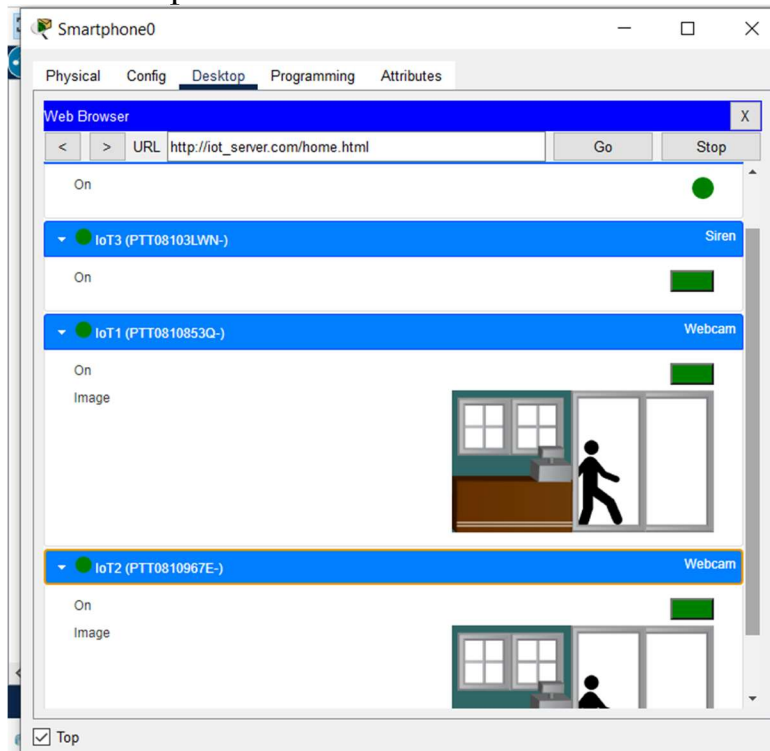 Smartphone0
Physical Config Desktop Programming Attributes
Web Browser X
< > URL http://iot_server.com/home.html Go Stop
On
IoT3 (PTT08103LWN-) Siren
On
IoT1 (PTT0810853Q-) Webcam
On
Image
IoT2 (PTT0810967E-) Webcam
On
Image
Top